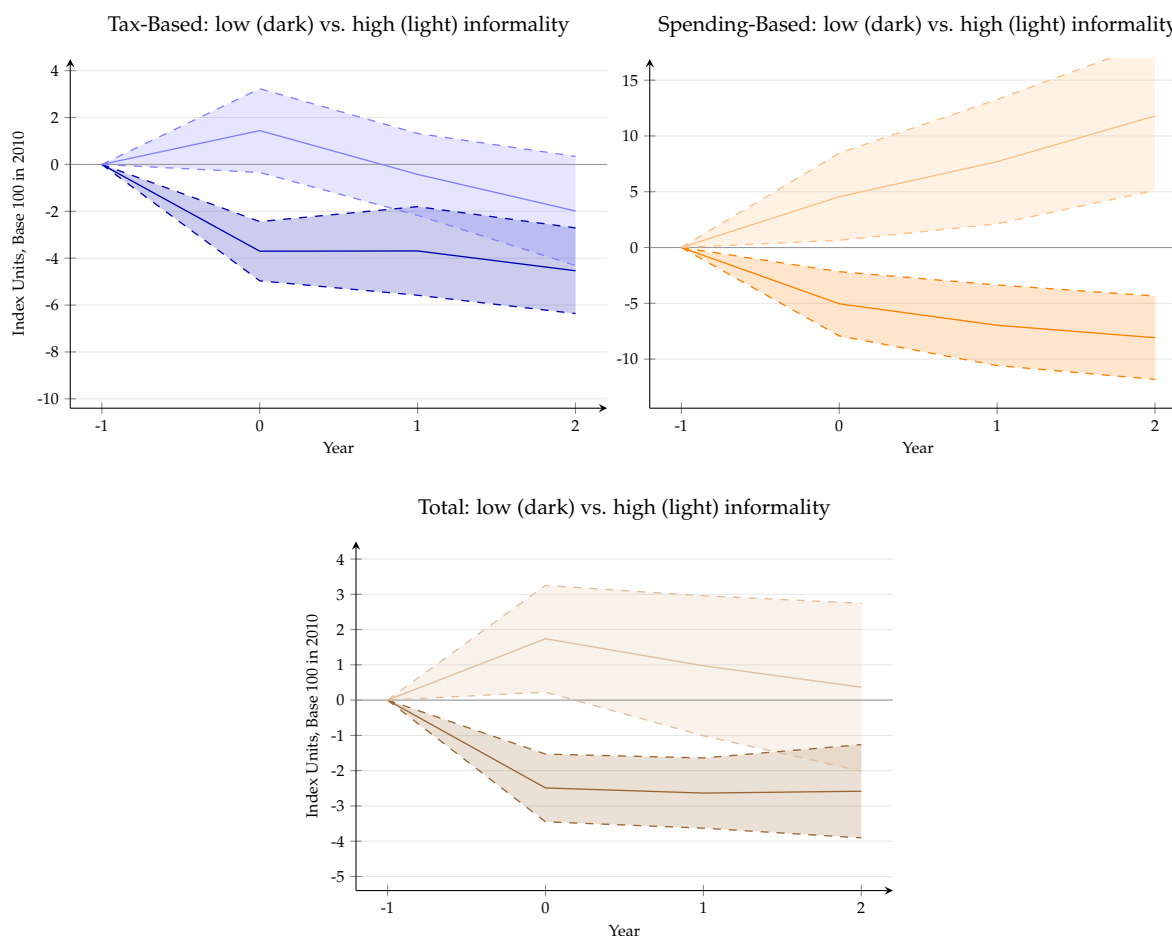 Tax-Based: low (dark) vs. high (light) informality
4
2
0
-2
-4
-6
-8
-10
Index Units, Base 100 in 2010
-1 0 1 2
Year
Spending-Based: low (dark) vs. high (light) informality
15
10
5
0
-5
-10
-1 0 1 2
Year
Total: low (dark) vs. high (light) informality
4
3
2
1
0
-1
-2
-3
-4
-5
Index Units, Base 100 in 2010
-1 0 1 2
Year